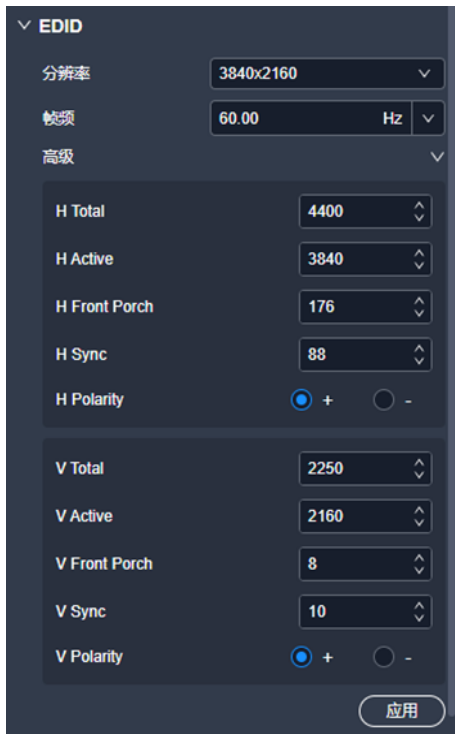 EDID
分辨率 3840x2160
帧频 60.00 Hz
高级
H Total 4400
H Active 3840
H Front Porch 176
H Sync 88
H Polarity + -
V Total 2250
V Active 2160
V Front Porch 8
V Sync 10
V Polarity + -
应用